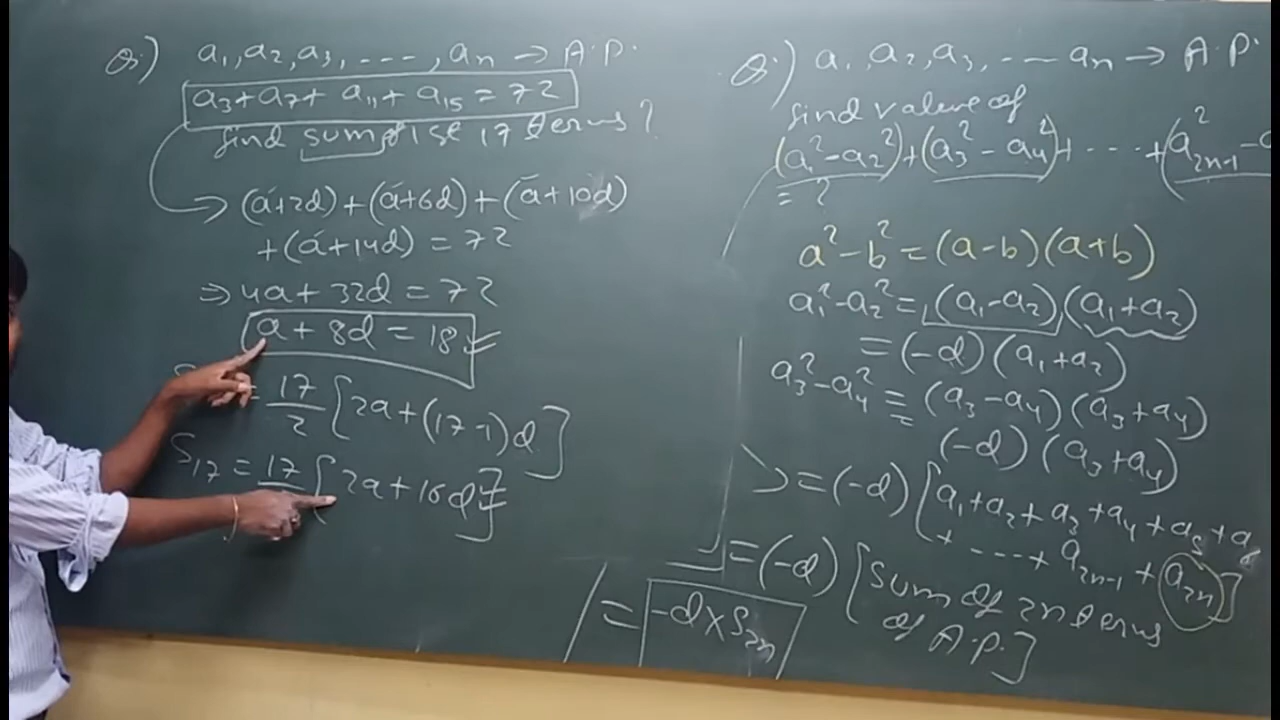 Q.) a₁, a₂, a₃, ----, aₙ → A.P.
a₃ + a₇ + a₁₁ + a₁₅ = 72
find sum of 1st 17 terms?
→ (a+2d) + (a+6d) + (a+10d)
+ (a+14d) = 72
⇒ 4a + 32d = 72
a + 8d = 18
= 17/2 [2a + (17-1)d]
S₁₇ = 17 [2a + 16d]
Q.) a₁, a₂, a₃, ---- aₙ → A.P.
find value of
(a₁² - a₂²) + (a₃² - a₄²) + ---- + (a²₂ₙ₋₁ - a
= ?
a² - b² = (a-b)(a+b)
a₁² - a₂² = (a₁-a₂)(a₁+a₂)
= (-d)(a₁+a₂)
a₃² - a₄² = (a₃-a₄)(a₃+a₄)
(-d)(a₃+a₄)
= (-d)[a₁+a₂+a₃+a₄+a₅+a₆
+ ---- + a₂ₙ₋₁ + a₂ₙ]
= (-d)[Sum of 2n terms
of A.P.]
= -d×S₂ₙ